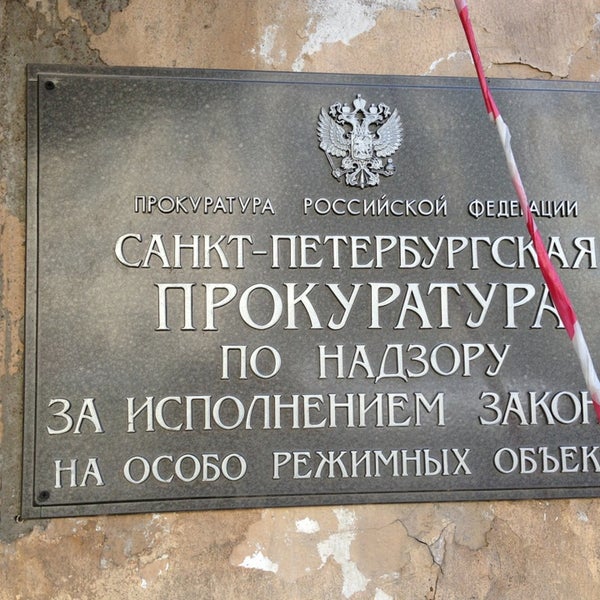 ПРОКУРАТУРА РОССИЙСКОЙ ФЕДЕРАЦИИ
САНКТ-ПЕТЕРБУРГСКАЯ
ПРОКУРАТУРА
ПО НАДЗОРУ
ЗА ИСПОЛНЕНИЕМ ЗАКОН
НА ОСОБО РЕЖИМНЫХ ОБЪЕК